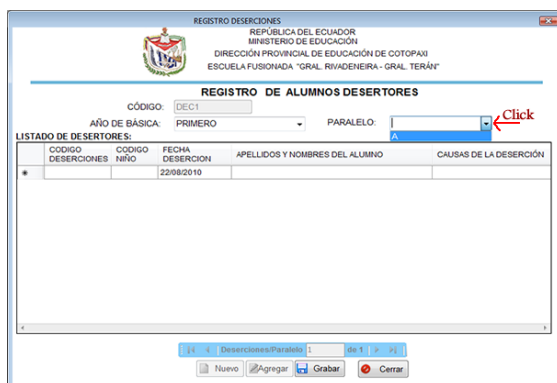 REGISTRO DESERCIONES
REPÚBLICA DEL ECUADOR
MINISTERIO DE EDUCACIÓN
DIRECCIÓN PROVINCIAL DE EDUCACIÓN DE COTOPAXI
ESCUELA FUSIONADA "GRAL. RIVADENEIRA - GRAL. TERÁN"
REGISTRO DE ALUMNOS DESERTORES
CÓDIGO: DEC1
AÑO DE BÁSICA: PRIMERO PARALELO: Click
A
LISTADO DE DESERTORES:
CODIGO DESERCIONES CODIGO NIÑO FECHA DESERCION APELLIDOS Y NOMBRES DEL ALUMNO CAUSAS DE LA DESERCIÓN
22/08/2010
Deserciones/Paralelo 1 de 1
Nuevo Agregar Grabar Cerrar